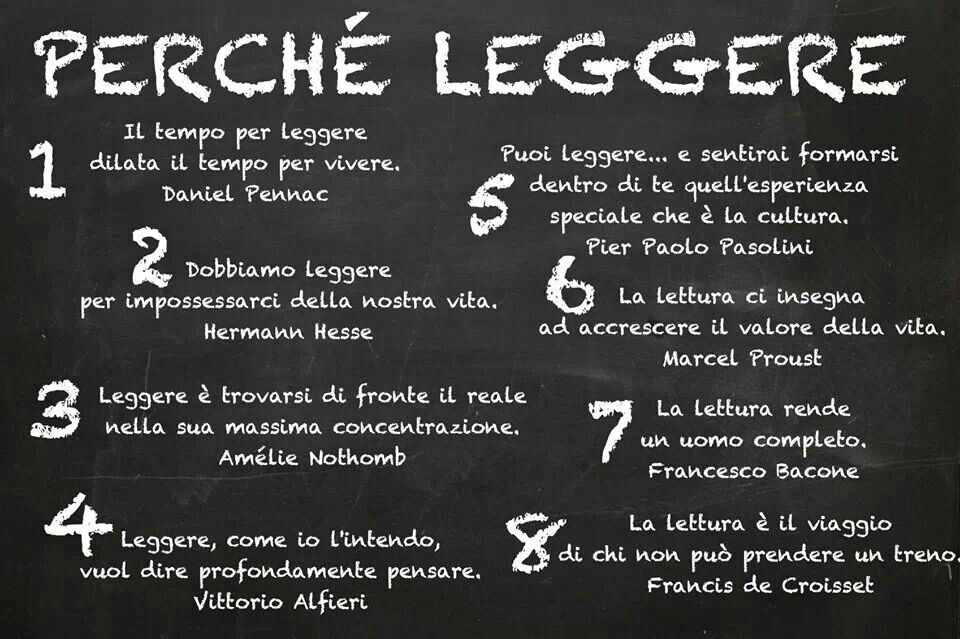 PERCHÉ LEGGERE
1
Il tempo per leggere
dilata il tempo per vivere.
Daniel Pennac
2
Dobbiamo leggere
per impossessarci della nostra vita.
Hermann Hesse
3
Leggere è trovarsi di fronte il reale
nella sua massima concentrazione.
Amélie Nothomb
4
Leggere, come io l'intendo,
vuol dire profondamente pensare.
Vittorio Alfieri
5
Puoi leggere... e sentirai formarsi
dentro di te quell'esperienza
speciale che è la cultura.
Pier Paolo Pasolini
6
La lettura ci insegna
ad accrescere il valore della vita.
Marcel Proust
7
La lettura rende
un uomo completo.
Francesco Bacone
8
La lettura è il viaggio
di chi non può prendere un treno.
Francis de Croisset